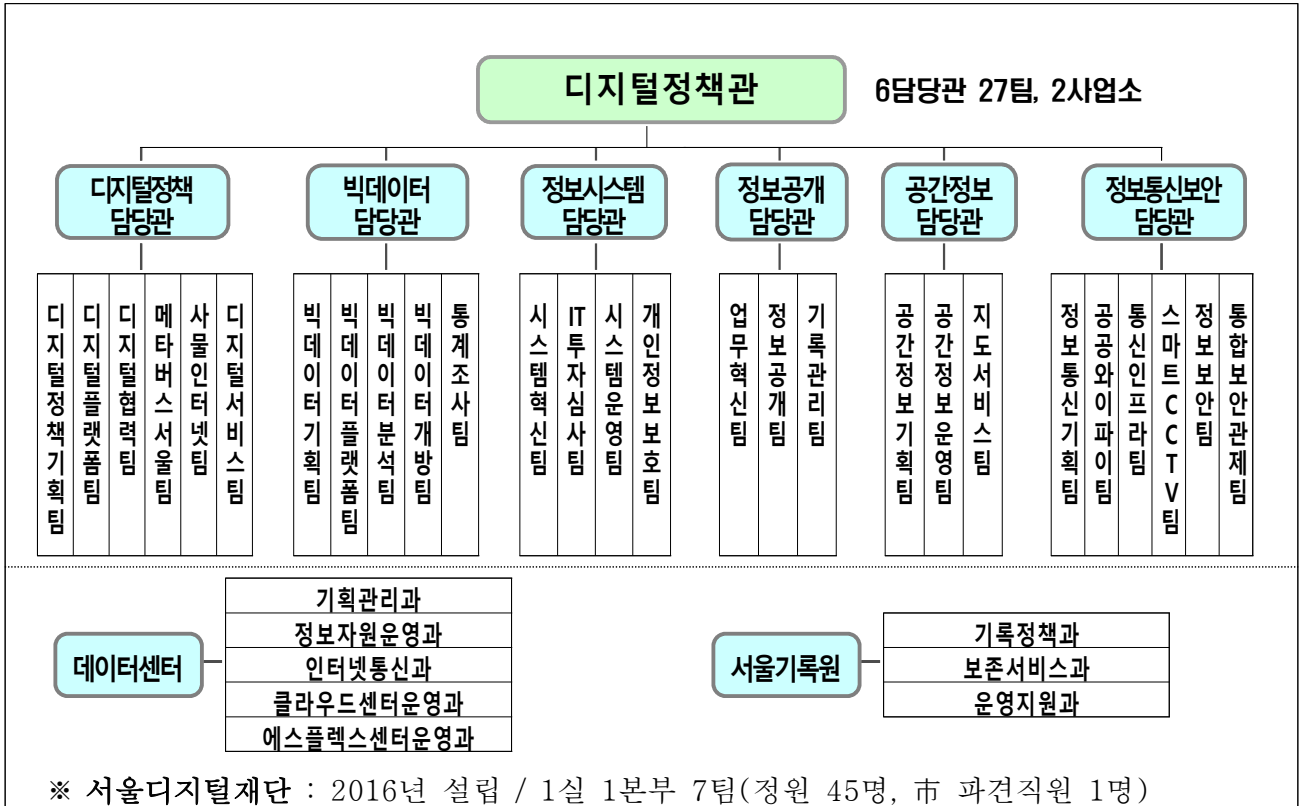 디지털정책관
6담당관 27팀, 2사업소
디지털정책
담당관
빅데이터
담당관
정보시스템
담당관
정보공개
담당관
공간정보
담당관
정보통신보안
담당관
디지털정책기획팀
디지털플랫폼팀
디지털협력팀
메타버스서울팀
사물인터넷팀
디지털서비스팀
빅데이터기획팀
빅데이터플랫폼팀
빅데이터분석팀
빅데이터개방팀
통계조사팀
시스템혁신팀
IT투자심사팀
시스템운영팀
개인정보보호팀
업무혁신팀
정보공개팀
기록관리팀
공간정보기획팀
공간정보운영팀
지도서비스팀
정보통신기획팀
공공와이파이팀
통신인프라팀
스마트CCTV팀
정보보안팀
통합보안관제팀
데이터센터
기획관리과
정보자원운영과
인터넷통신과
클라우드센터운영과
에스플렉스센터운영과
서울기록원
기록정책과
보존서비스과
운영지원과
※ 서울디지털재단 : 2016년 설립 / 1실 1본부 7팀(정원 45명, 市 파견직원 1명)